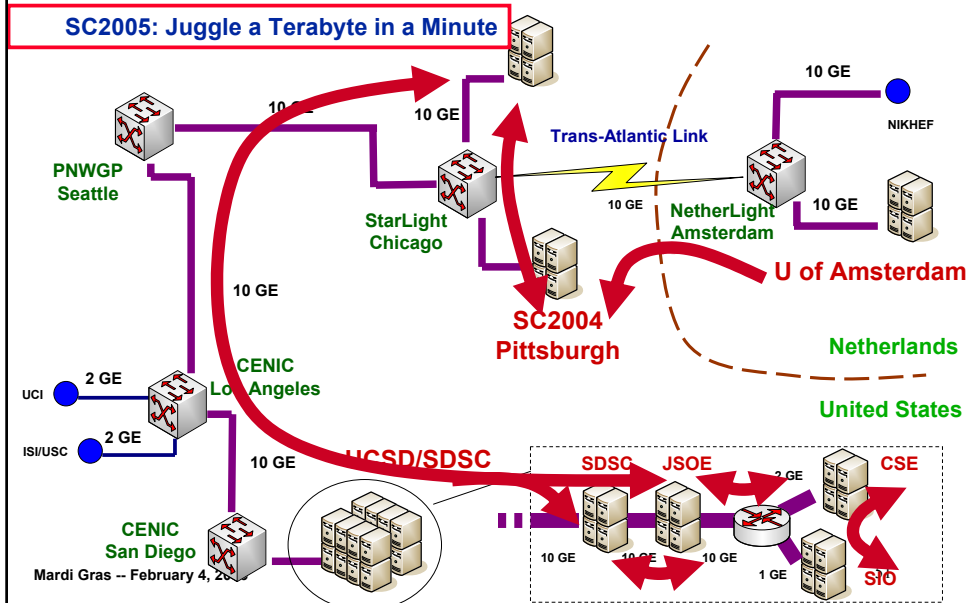 SC2005: Juggle a Terabyte in a Minute
10 GE
10 GE
10 GE
NIKHEF
Trans-Atlantic Link
PNWGP
Seattle
StarLight
Chicago
10 GE
NetherLight
Amsterdam
10 GE
U of Amsterdam
10 GE
SC2004
Pittsburgh
Netherlands
United States
CENIC
Los Angeles
UCI
2 GE
ISI/USC
2 GE
10 GE
UCSD/SDSC
SDSC
JSOE
2 GE
CSE
CENIC
San Diego
10 GE
10 GE
10 GE
1 GE
SIO
Mardi Gras -- February 4,